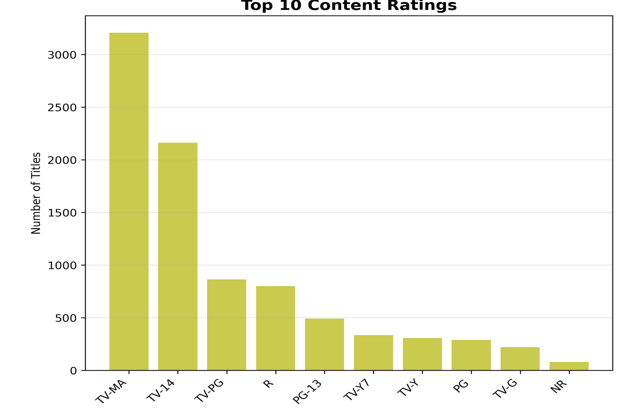 Top 10 Content Ratings
Number of Titles
3000
2500
2000
1500
1000
500
0
TV-MA
TV-14
TV-PG
R
PG-13
TV-Y7
TV-Y
PG
TV-G
NR